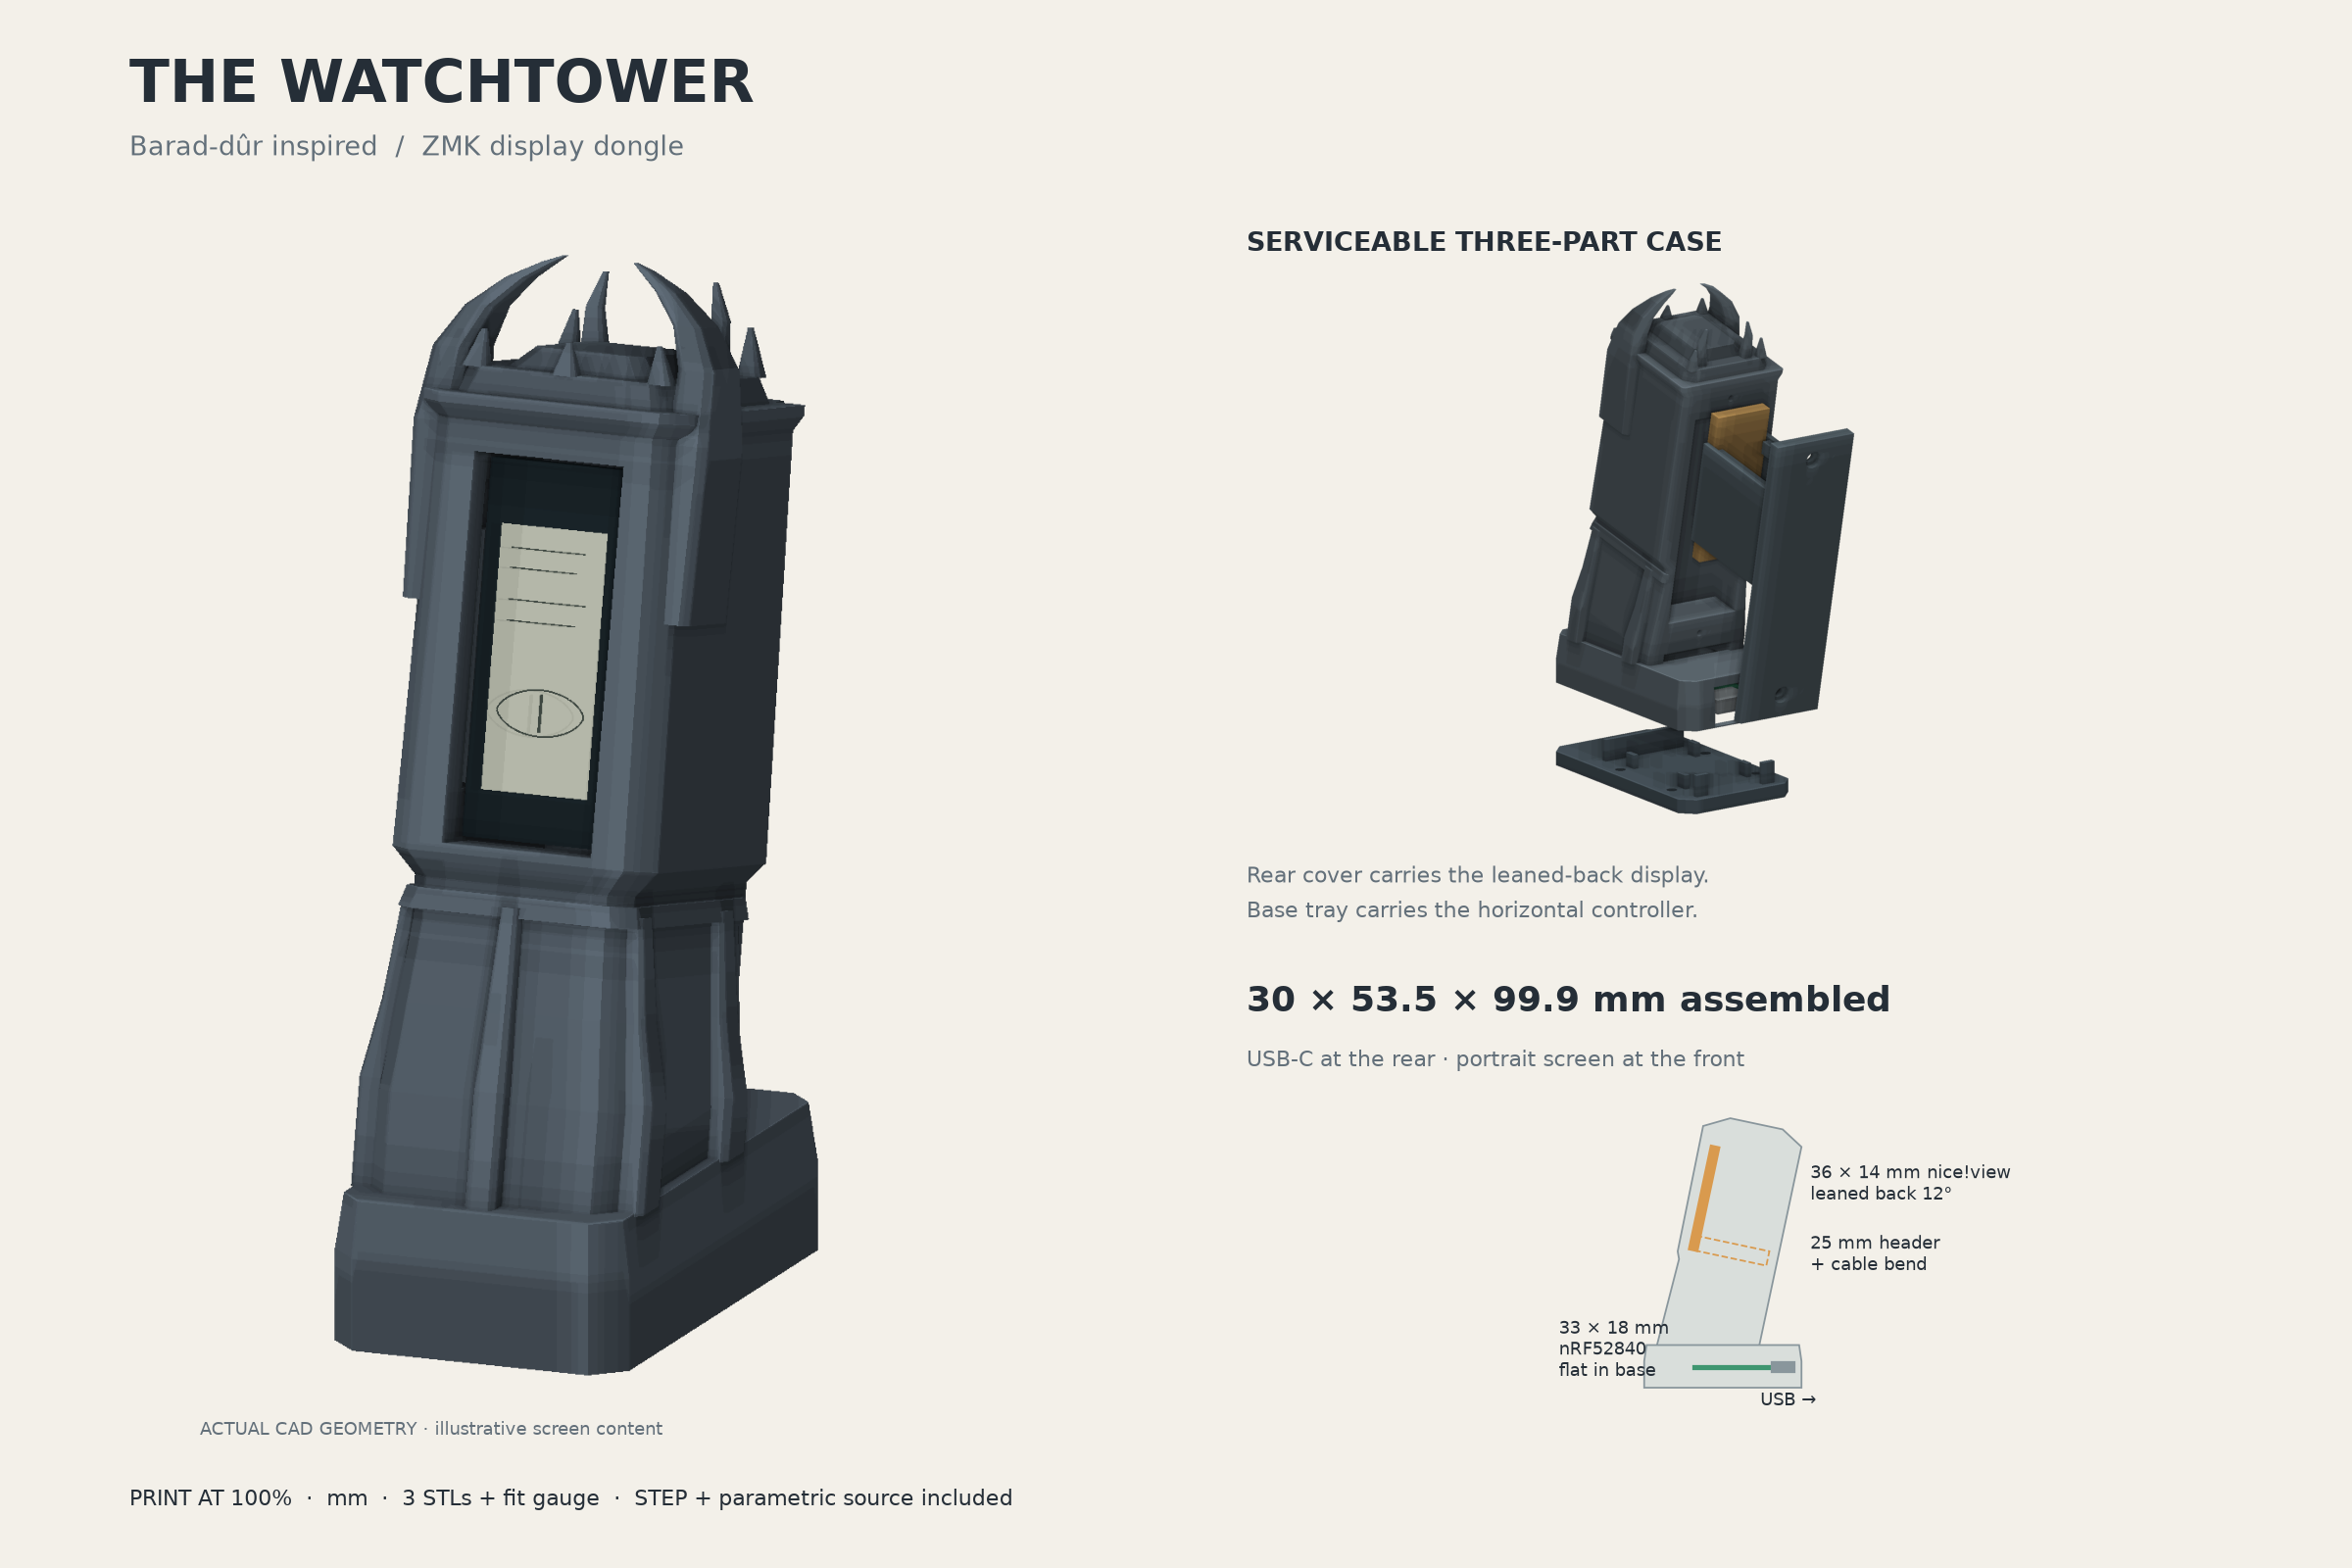 THE WATCHTOWER
Barad-dûr inspired / ZMK display dongle
SERVICEABLE THREE-PART CASE
Rear cover carries the leaned-back display.
Base tray carries the horizontal controller.
30 × 53.5 × 99.9 mm assembled
USB-C at the rear · portrait screen at the front
36 × 14 mm nice!view
leaned back 12°
25 mm header
+ cable bend
33 × 18 mm
nRF52840
flat in base
USB →
ACTUAL CAD GEOMETRY · illustrative screen content
PRINT AT 100% · mm · 3 STLs + fit gauge · STEP + parametric source included